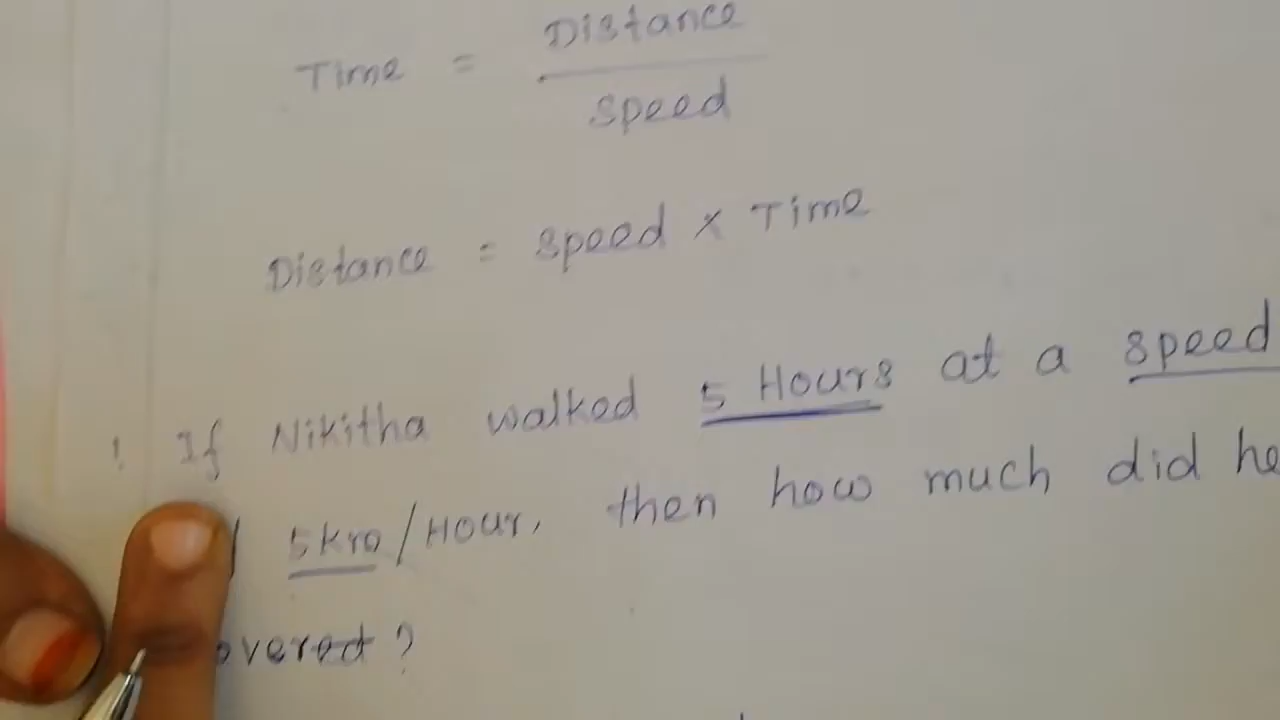 Time = Distance
Speed
Distance = Speed × Time
1. If Nikitha walked 5 Hours at a speed
5km/Hour, then how much did he
overed?